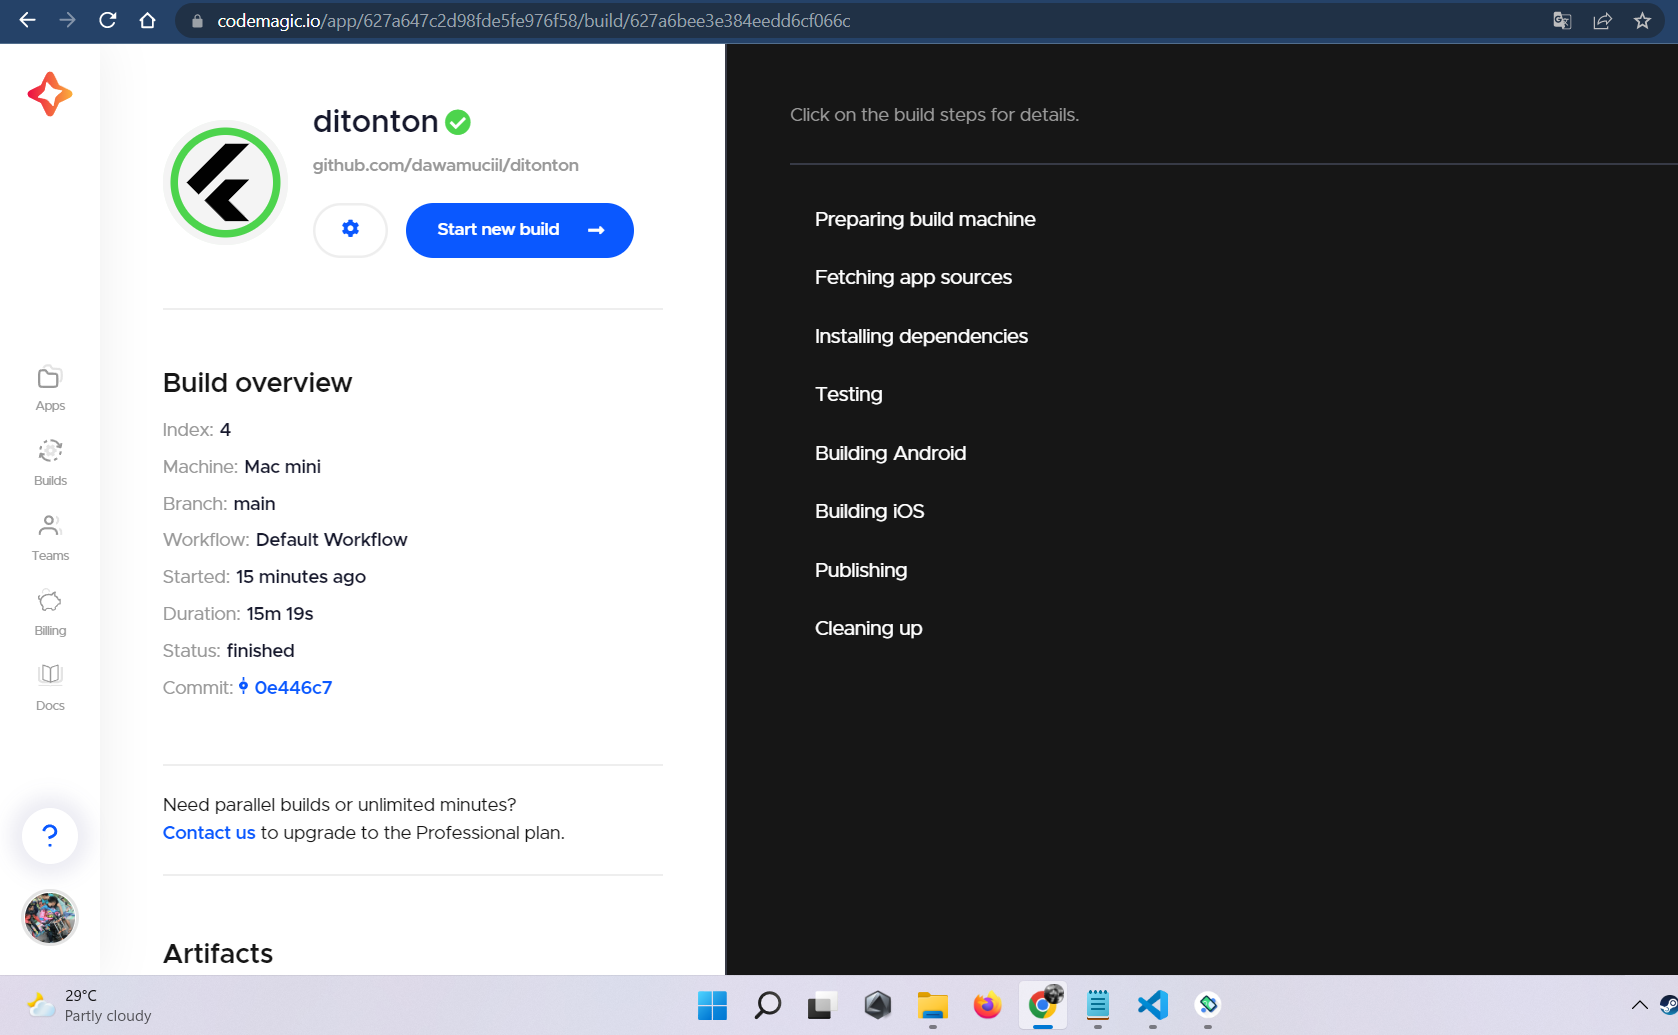 codemagic.io/app/627a647c2d98fde5fe976f58/build/627a6bee3e384eedd6cf066c
ditonton
github.com/dawamuciil/ditonton
Start new build
Build overview
Index: 4
Machine: Mac mini
Branch: main
Workflow: Default Workflow
Started: 15 minutes ago
Duration: 15m 19s
Status: finished
Commit: 0e446c7
Need parallel builds or unlimited minutes?
Contact us to upgrade to the Professional plan.
Artifacts
Apps
Builds
Teams
Billing
Docs
?
Click on the build steps for details.
Preparing build machine
Fetching app sources
Installing dependencies
Testing
Building Android
Building iOS
Publishing
Cleaning up
29°C
Partly cloudy